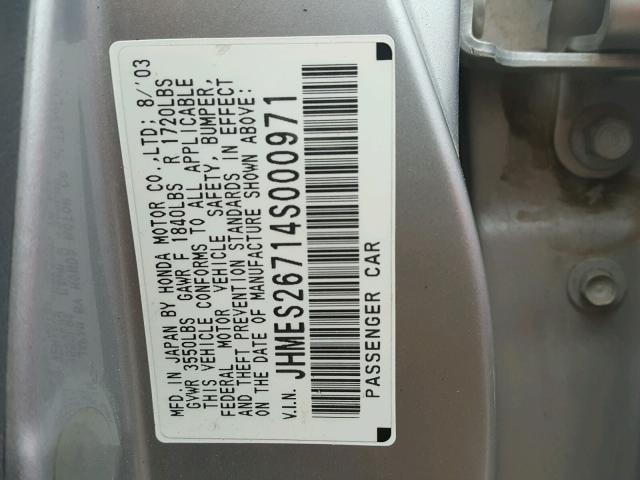 MFD. IN JAPAN BY HONDA MOTOR CO.,LTD; 8/'03
GVWR 3550LBS GAWR F 1840LBS R 1720LBS
THIS VEHICLE CONFORMS TO ALL APPLICABLE
FEDERAL MOTOR VEHICLE SAFETY, BUMPER,
AND THEFT PREVENTION STANDARDS IN EFFECT
ON THE DATE OF MANUFACTURE SHOWN ABOVE:
V.I.N. JHMES26714S000971
PASSENGER CAR